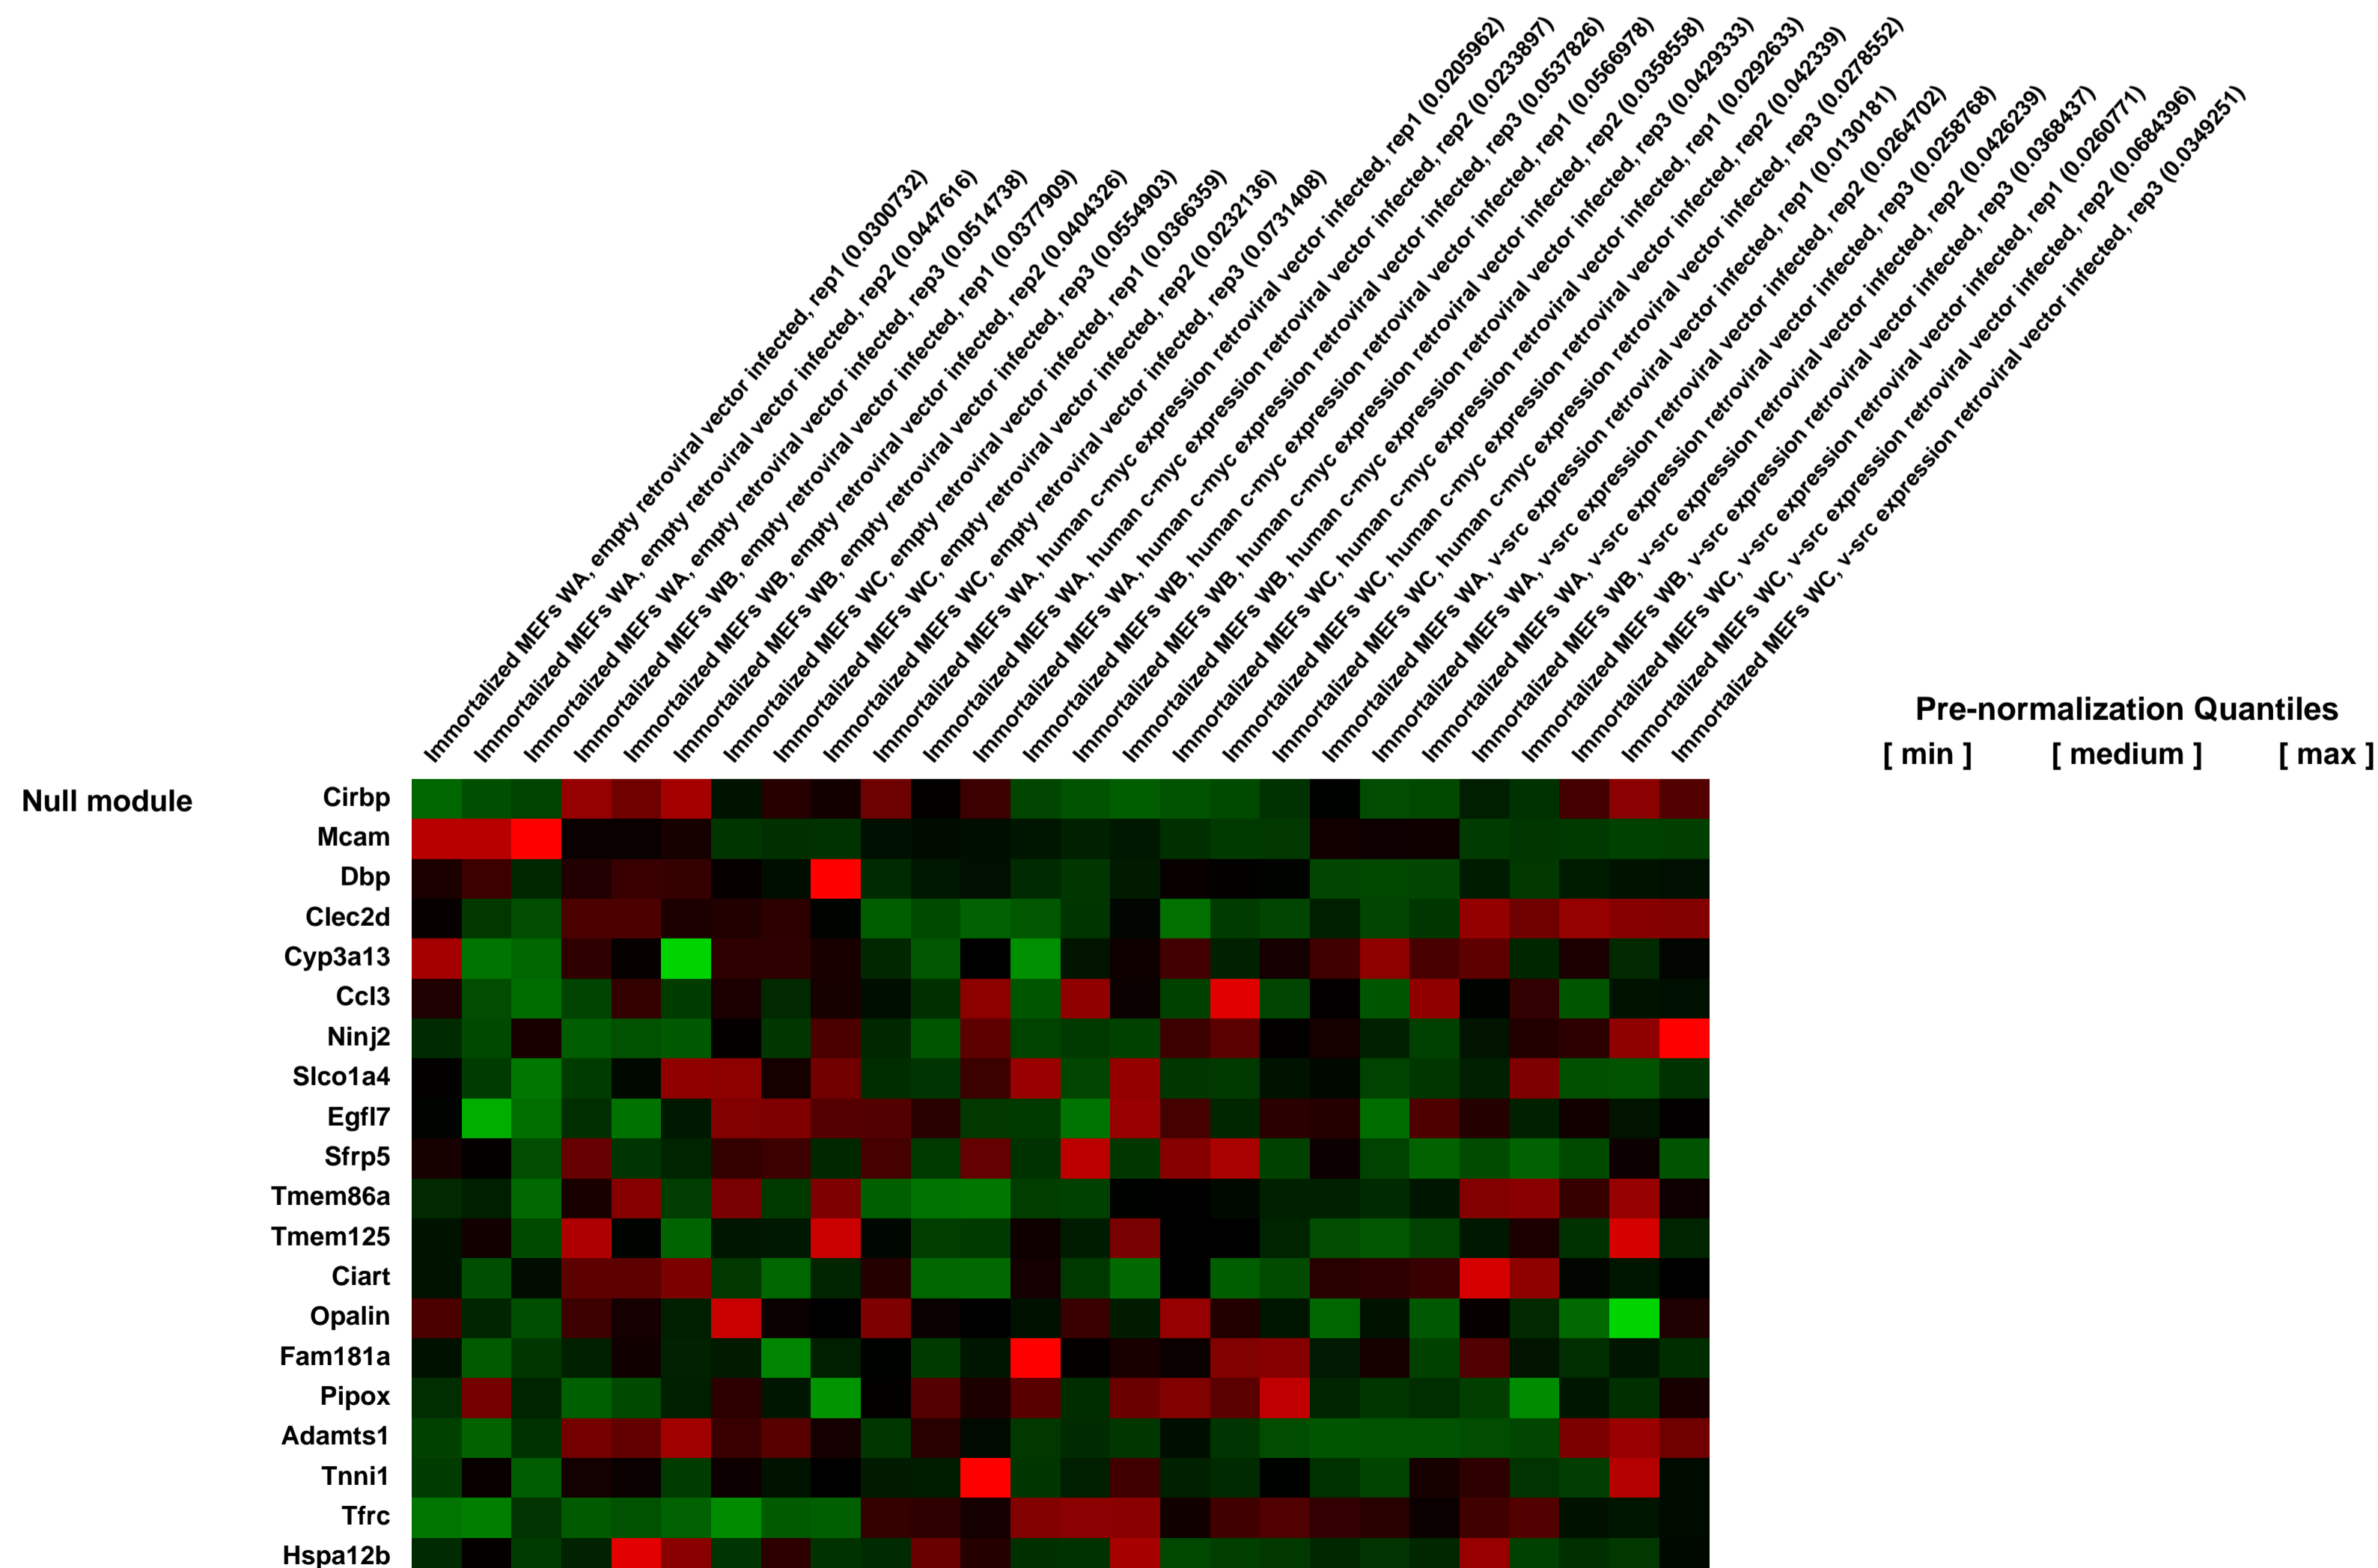 Immortalized MEFs WA, empty retroviral vector infected, rep1 (0.0300732)
Immortalized MEFs WA, empty retroviral vector infected, rep2 (0.0447616)
Immortalized MEFs WA, empty retroviral vector infected, rep3 (0.0514738)
Immortalized MEFs WB, empty retroviral vector infected, rep1 (0.0377909)
Immortalized MEFs WB, empty retroviral vector infected, rep2 (0.0404326)
Immortalized MEFs WB, empty retroviral vector infected, rep3 (0.0554903)
Immortalized MEFs WC, empty retroviral vector infected, rep1 (0.0366359)
Immortalized MEFs WC, empty retroviral vector infected, rep2 (0.0232136)
Immortalized MEFs WC, empty retroviral vector infected, rep3 (0.0731408)
Immortalized MEFs WA, human c-myc expression retroviral vector infected, rep1 (0.0205962)
Immortalized MEFs WA, human c-myc expression retroviral vector infected, rep2 (0.0233897)
Immortalized MEFs WA, human c-myc expression retroviral vector infected, rep3 (0.0537826)
Immortalized MEFs WB, human c-myc expression retroviral vector infected, rep1 (0.0566978)
Immortalized MEFs WB, human c-myc expression retroviral vector infected, rep2 (0.0358558)
Immortalized MEFs WB, human c-myc expression retroviral vector infected, rep3 (0.0429333)
Immortalized MEFs WC, human c-myc expression retroviral vector infected, rep1 (0.0292633)
Immortalized MEFs WC, human c-myc expression retroviral vector infected, rep2 (0.042339)
Immortalized MEFs WC, human c-myc expression retroviral vector infected, rep3 (0.0278552)
Immortalized MEFs WA, v-src expression retroviral vector infected, rep1 (0.0130181)
Immortalized MEFs WA, v-src expression retroviral vector infected, rep2 (0.0264702)
Immortalized MEFs WA, v-src expression retroviral vector infected, rep3 (0.0258768)
Immortalized MEFs WB, v-src expression retroviral vector infected, rep2 (0.0426239)
Immortalized MEFs WB, v-src expression retroviral vector infected, rep3 (0.0368437)
Immortalized MEFs WC, v-src expression retroviral vector infected, rep1 (0.0260771)
Immortalized MEFs WC, v-src expression retroviral vector infected, rep2 (0.0684396)
Immortalized MEFs WC, v-src expression retroviral vector infected, rep3 (0.0349251)
Pre-normalization Quantiles
[ min ] [ medium ] [ max ]
Null module
Cirbp
Mcam
Dbp
Clec2d
Cyp3a13
Ccl3
Ninj2
Slco1a4
Egfl7
Sfrp5
Tmem86a
Tmem125
Ciart
Opalin
Fam181a
Pipox
Adamts1
Tnni1
Tfrc
Hspa12b